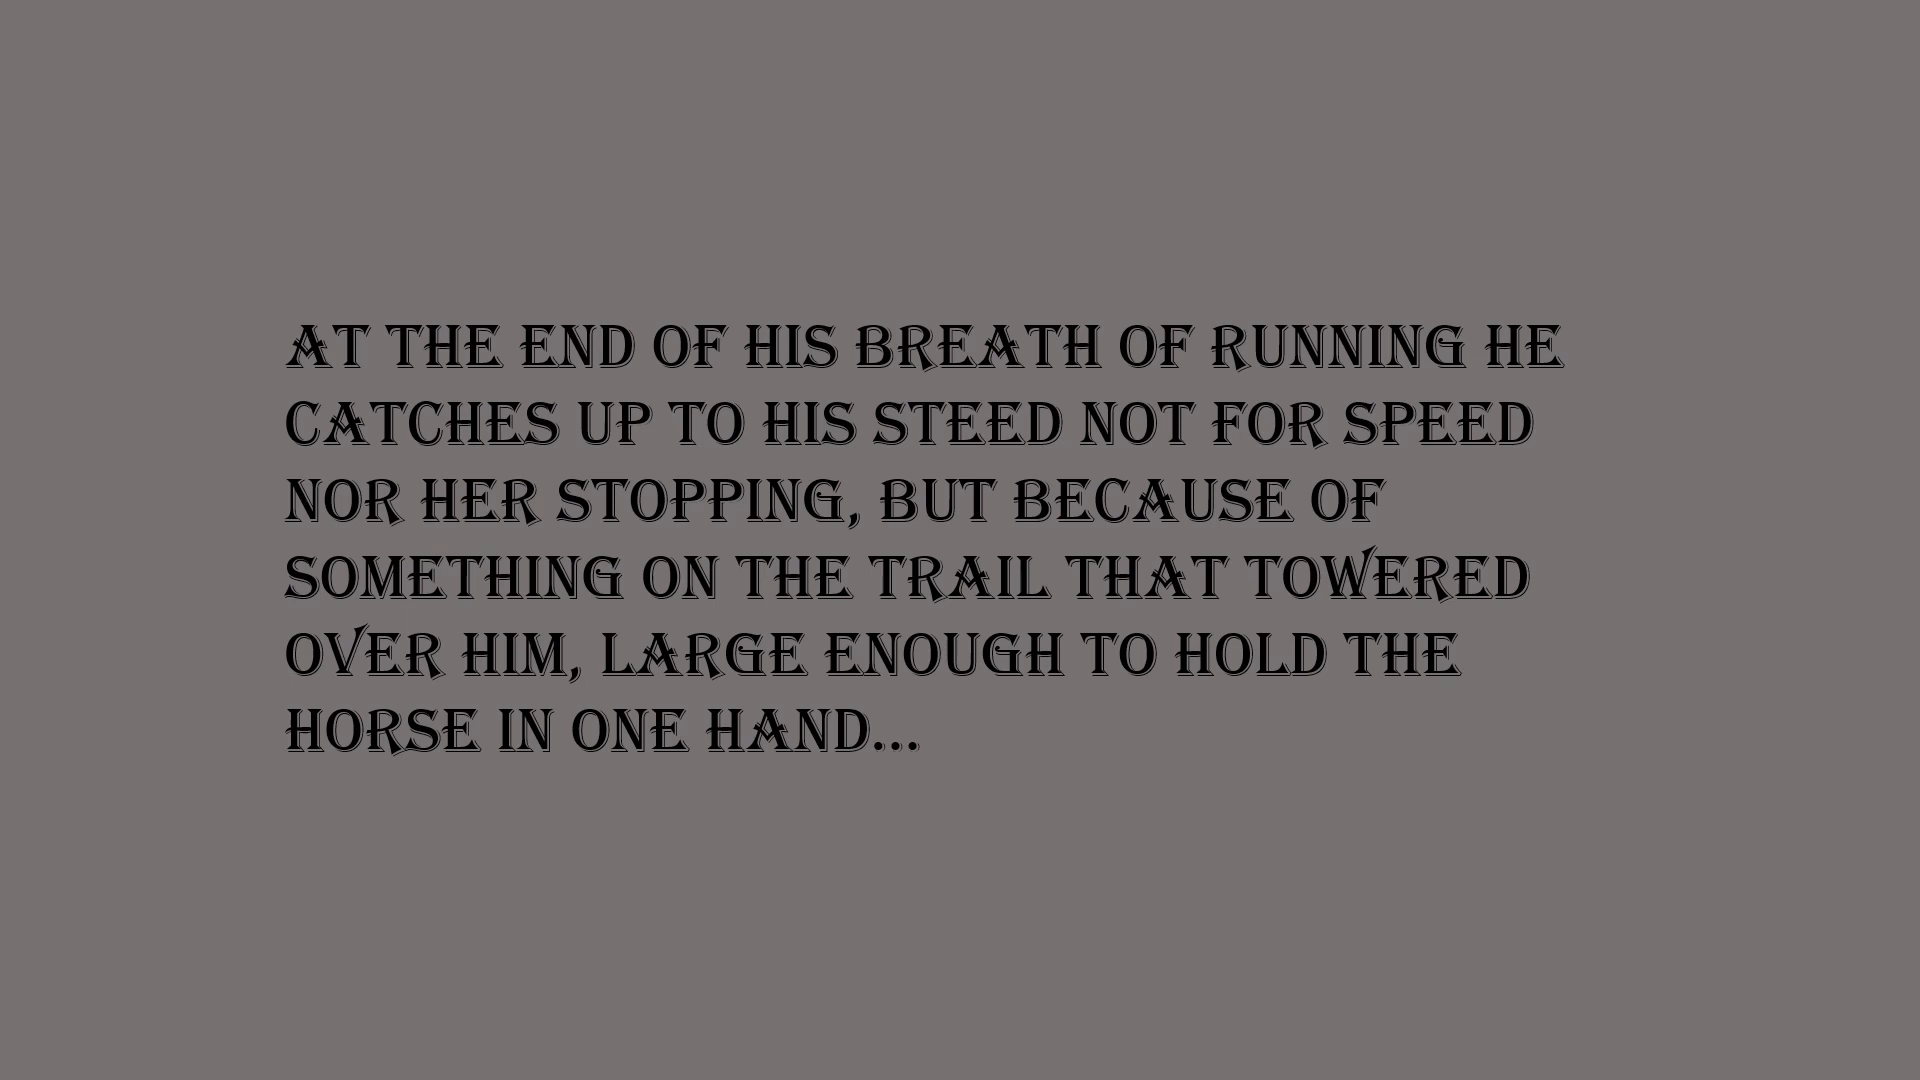 AT THE END OF HIS BREATH OF RUNNING HE
CATCHES UP TO HIS STEED NOT FOR SPEED
NOR HER STOPPING, BUT BECAUSE OF
SOMETHING ON THE TRAIL THAT TOWERED
OVER HIM, LARGE ENOUGH TO HOLD THE
HORSE IN ONE HAND...